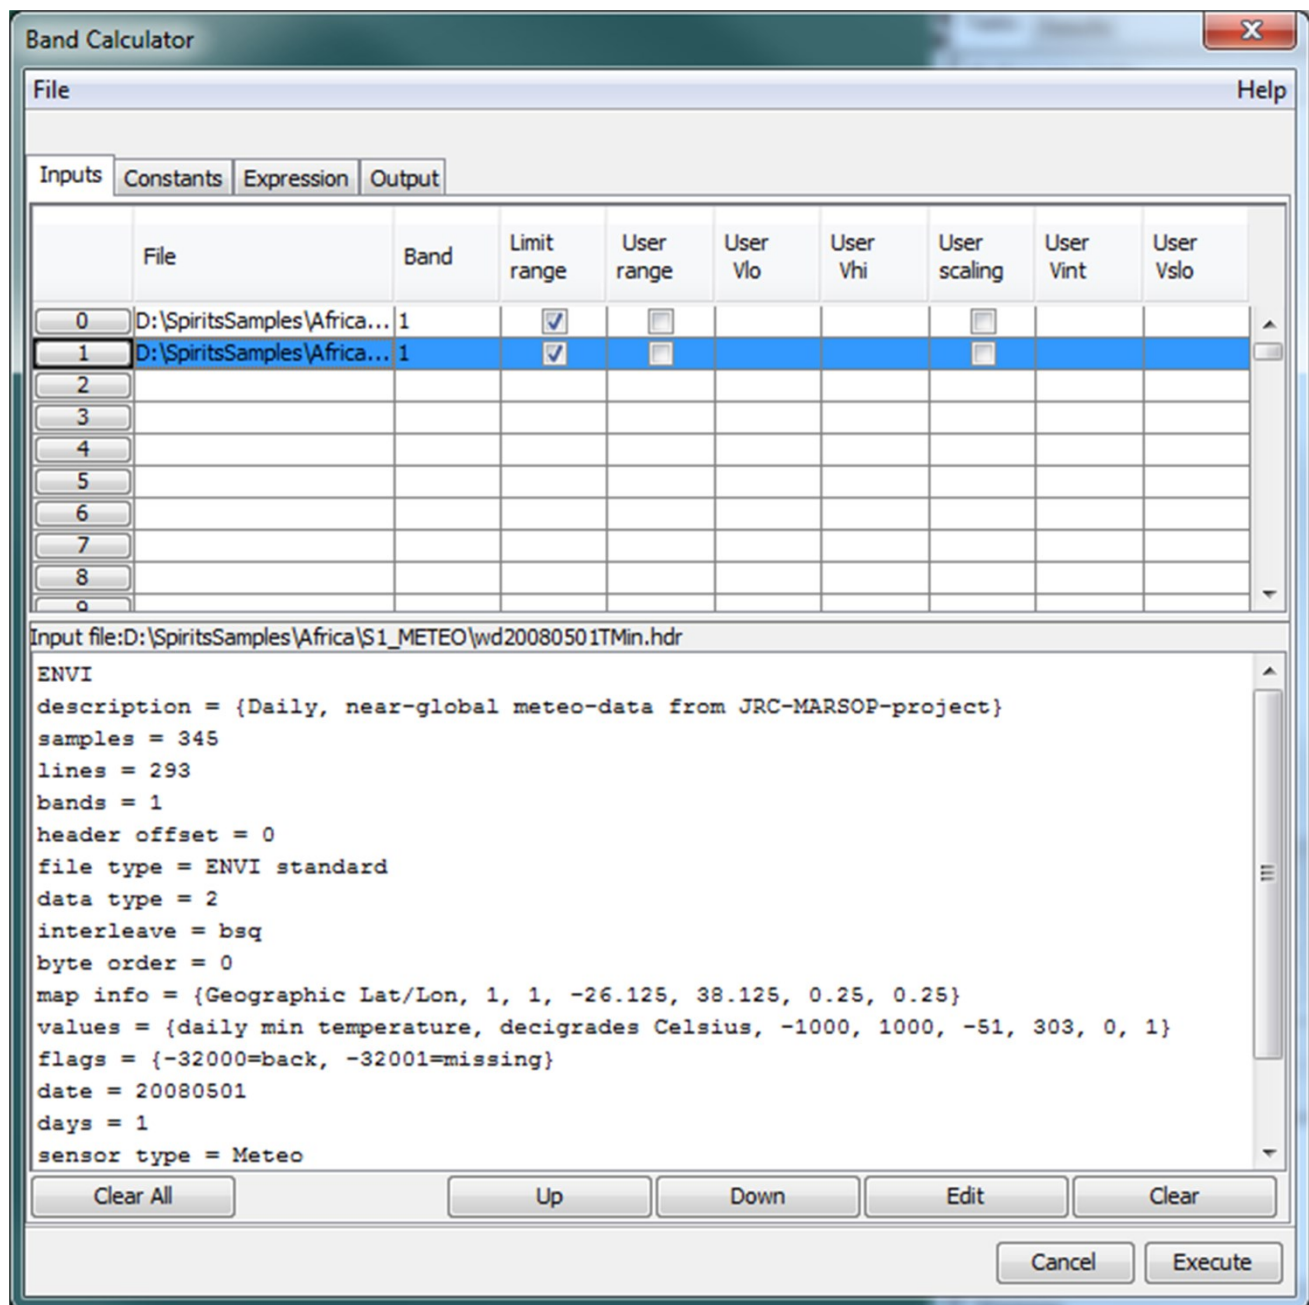 Band Calculator
File Help
Inputs Constants Expression Output
File Band Limit range User range User Vlo User Vhi User scaling User Vint User Vslo
0 D:\SpiritsSamples\Africa... 1
1 D:\SpiritsSamples\Africa... 1
2
3
4
5
6
7
8
9
Input file:D:\SpiritsSamples\Africa\S1_METEO\wd20080501TMin.hdr
ENVI
description = {Daily, near-global meteo-data from JRC-MARSOP-project}
samples = 345
lines = 293
bands = 1
header offset = 0
file type = ENVI standard
data type = 2
interleave = bsq
byte order = 0
map info = {Geographic Lat/Lon, 1, 1, -26.125, 38.125, 0.25, 0.25}
values = {daily min temperature, decigrades Celsius, -1000, 1000, -51, 303, 0, 1}
flags = {-32000=back, -32001=missing}
date = 20080501
days = 1
sensor type = Meteo
Clear All Up Down Edit Clear
Cancel Execute